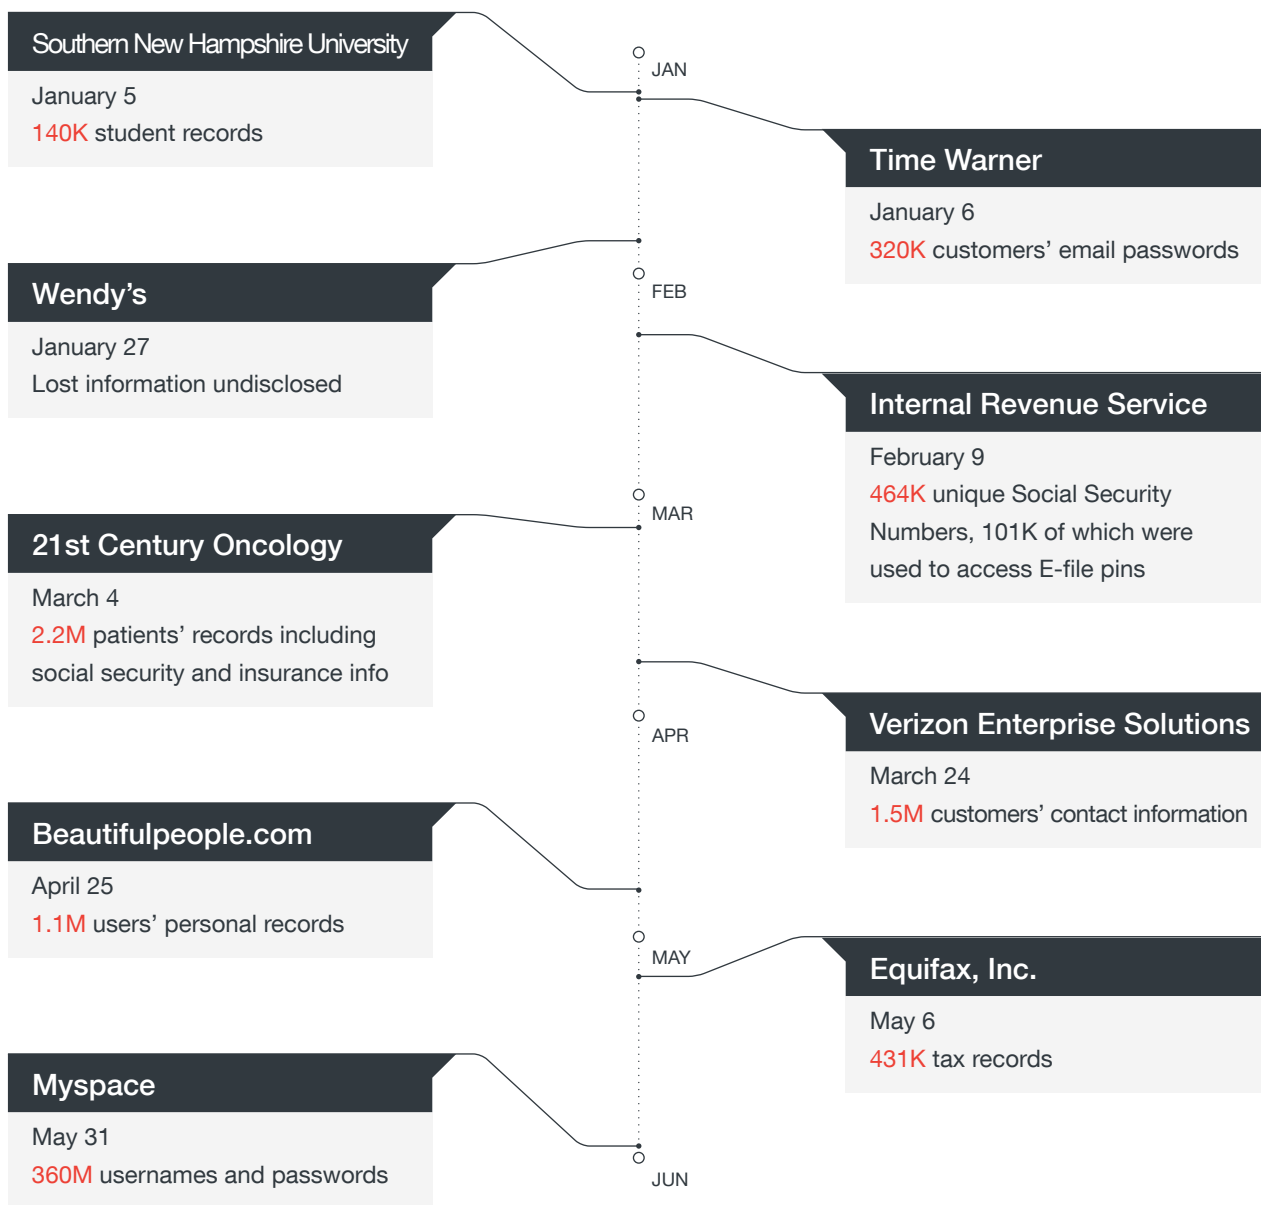 Southern New Hampshire University
January 5
140K student records
JAN
Time Warner
January 6
320K customers’ email passwords
Wendy’s
January 27
Lost information undisclosed
FEB
Internal Revenue Service
February 9
464K unique Social Security
Numbers, 101K of which were
used to access E-file pins
MAR
21st Century Oncology
March 4
2.2M patients’ records including
social security and insurance info
Verizon Enterprise Solutions
March 24
1.5M customers’ contact information
APR
Beautifulpeople.com
April 25
1.1M users’ personal records
MAY
Equifax, Inc.
May 6
431K tax records
Myspace
May 31
360M usernames and passwords
JUN